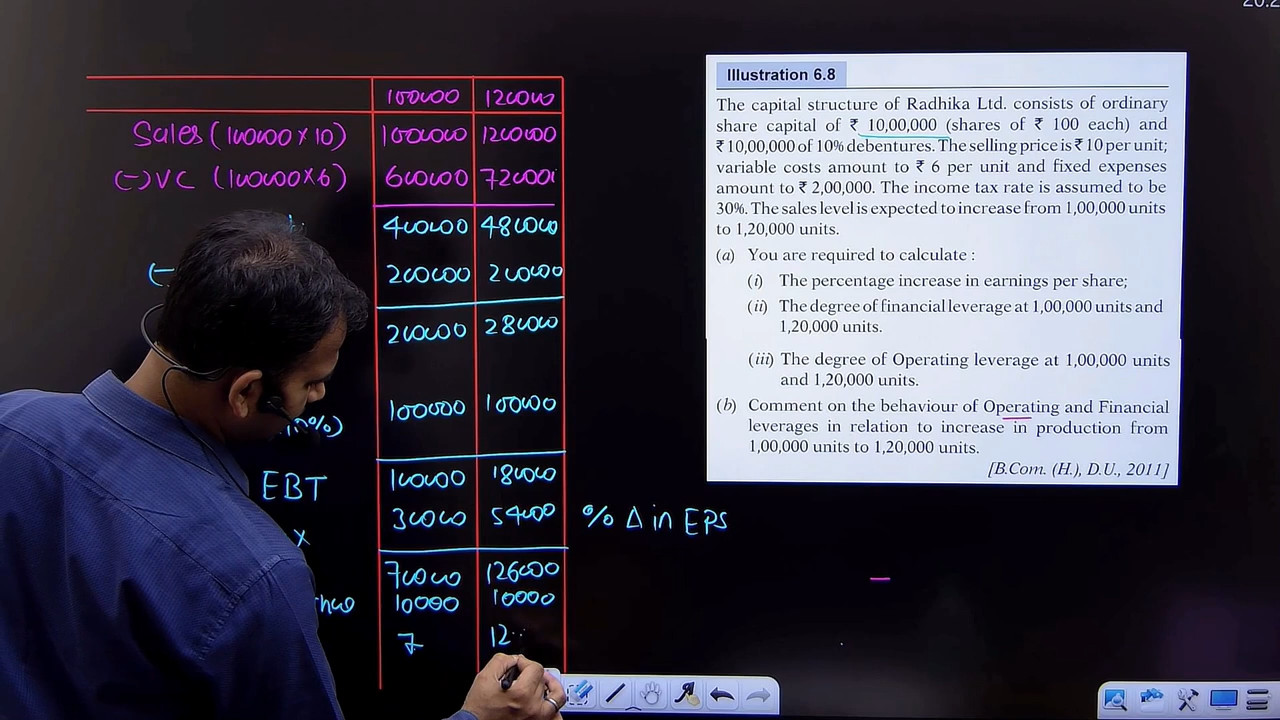 20.2
100000 120000
Sales (100000 x 10) 1000000 1200000
(-) VC (100000 x 6) 600000 720000
400000 480000
(- 200000 200000
200000 280000
100000 100000
EBT 100000 180000
30000 54000
% Δ in EPS
70000 126000
10000 10000
7 12.
Illustration 6.8
The capital structure of Radhika Ltd. consists of ordinary
share capital of ₹ 10,00,000 (shares of ₹ 100 each) and
₹ 10,00,000 of 10% debentures. The selling price is ₹ 10 per unit;
variable costs amount to ₹ 6 per unit and fixed expenses
amount to ₹ 2,00,000. The income tax rate is assumed to be
30%. The sales level is expected to increase from 1,00,000 units
to 1,20,000 units.
(a) You are required to calculate :
(i) The percentage increase in earnings per share;
(ii) The degree of financial leverage at 1,00,000 units and
1,20,000 units.
(iii) The degree of Operating leverage at 1,00,000 units
and 1,20,000 units.
(b) Comment on the behaviour of Operating and Financial
leverages in relation to increase in production from
1,00,000 units to 1,20,000 units.
[B.Com. (H.), D.U., 2011]